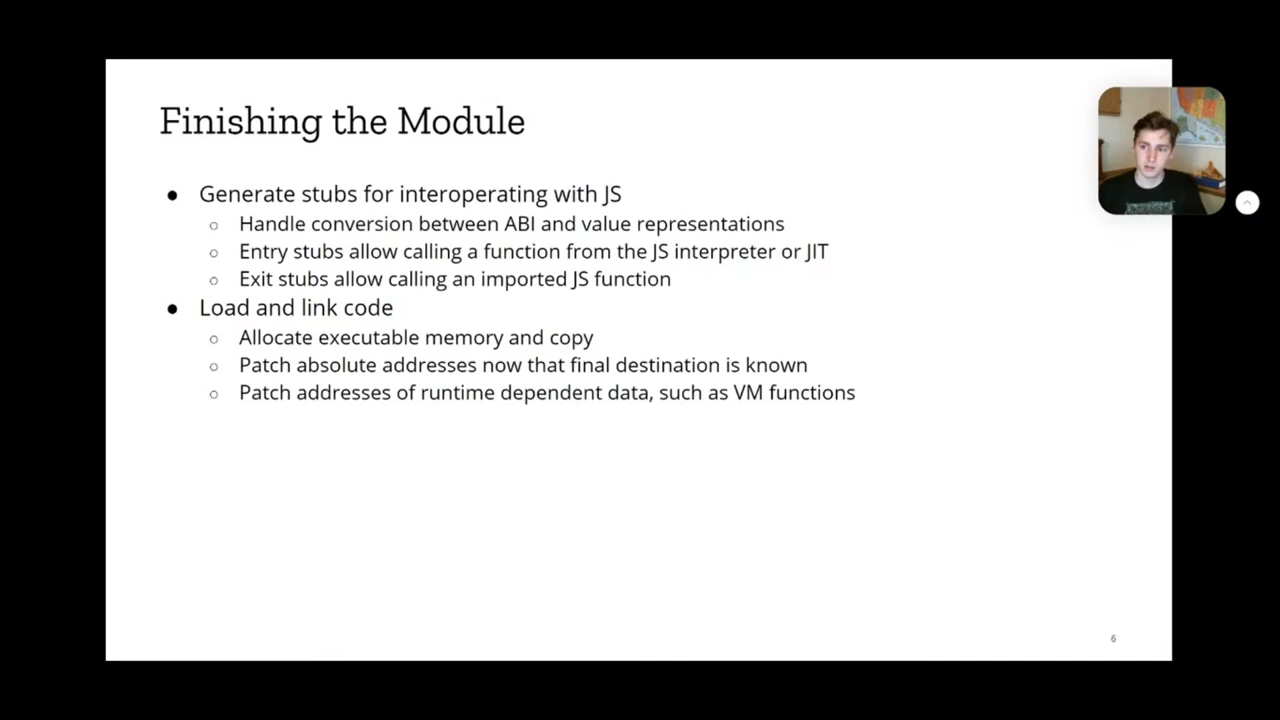 Finishing the Module
● Generate stubs for interoperating with JS
○ Handle conversion between ABI and value representations
○ Entry stubs allow calling a function from the JS interpreter or JIT
○ Exit stubs allow calling an imported JS function
● Load and link code
○ Allocate executable memory and copy
○ Patch absolute addresses now that final destination is known
○ Patch addresses of runtime dependent data, such as VM functions
6